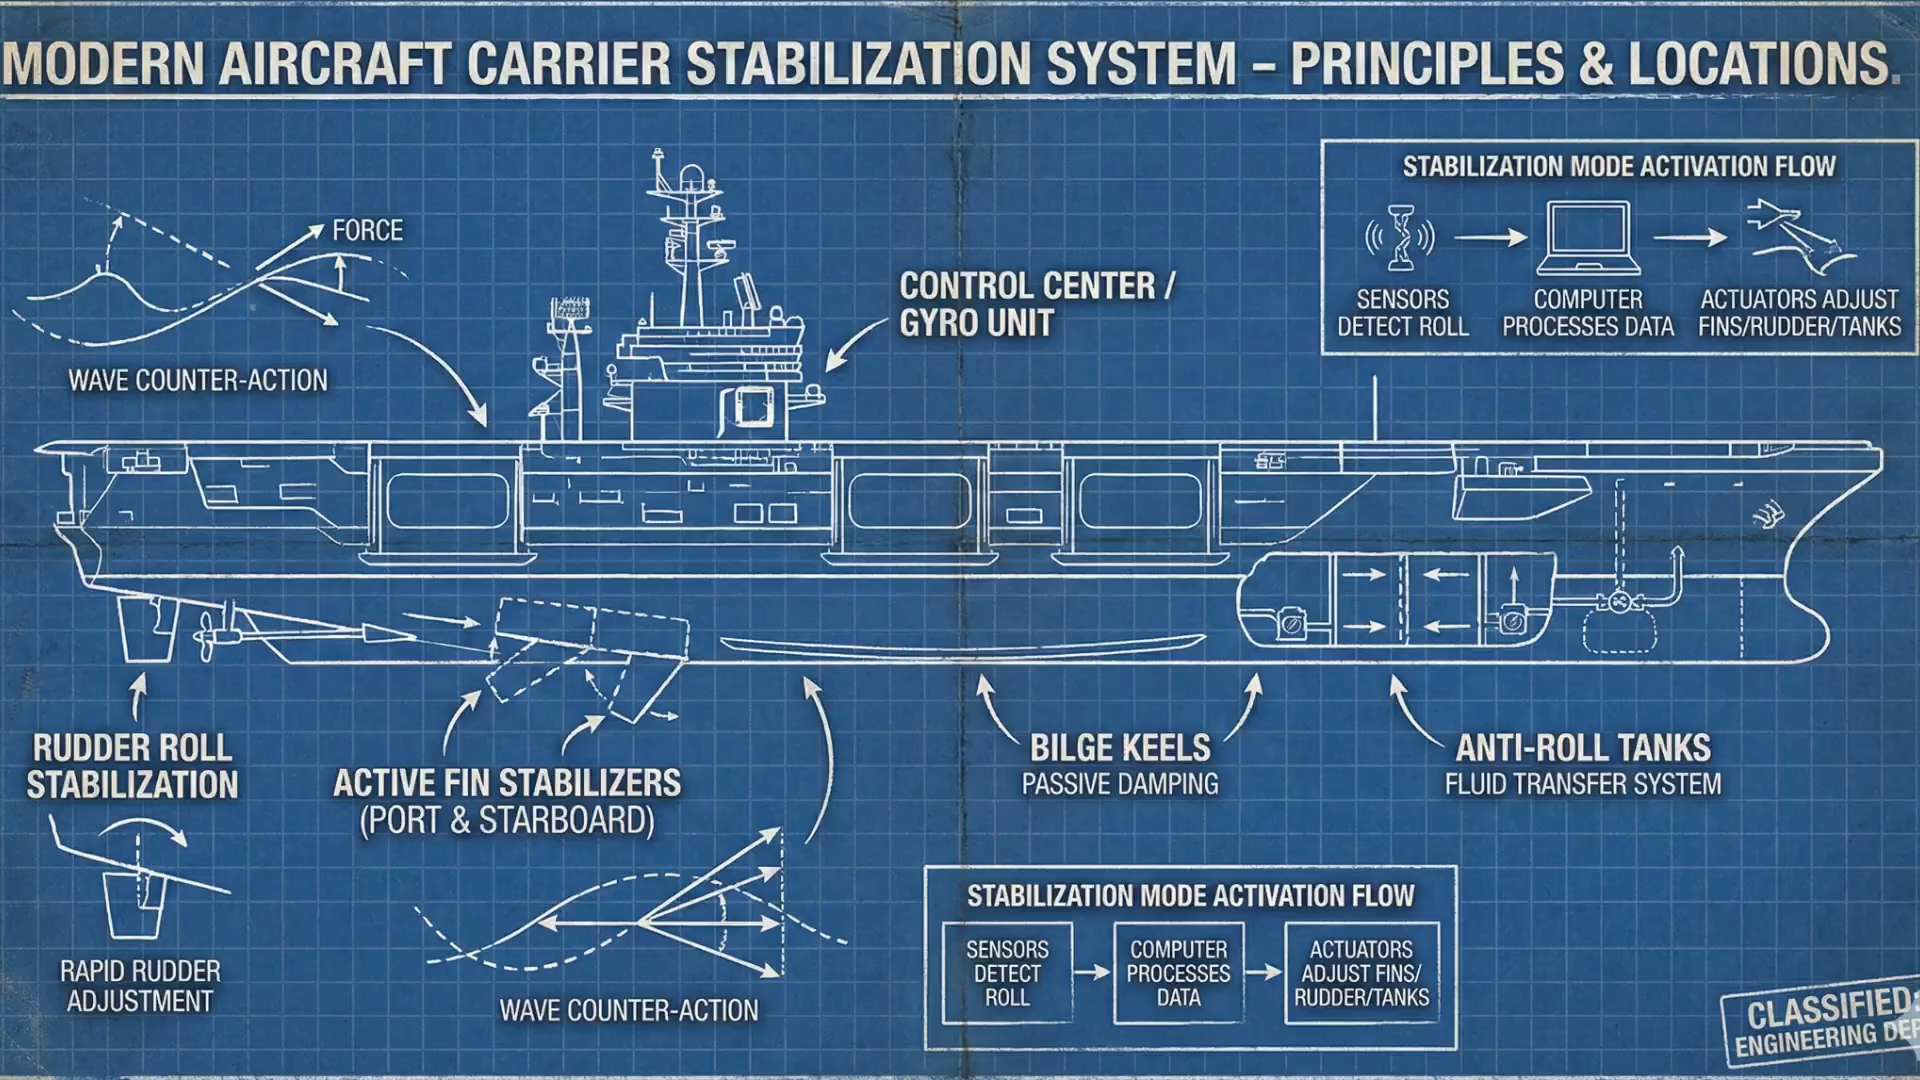 MODERN AIRCRAFT CARRIER STABILIZATION SYSTEM – PRINCIPLES & LOCATIONS.
STABILIZATION MODE ACTIVATION FLOW
SENSORS
DETECT ROLL
COMPUTER
PROCESSES DATA
ACTUATORS ADJUST
FINS/RUDDER/TANKS
FORCE
WAVE COUNTER-ACTION
CONTROL CENTER /
GYRO UNIT
RUDDER ROLL
STABILIZATION
ACTIVE FIN STABILIZERS
(PORT & STARBOARD)
BILGE KEELS
PASSIVE DAMPING
ANTI-ROLL TANKS
FLUID TRANSFER SYSTEM
RAPID RUDDER
ADJUSTMENT
WAVE COUNTER-ACTION
STABILIZATION MODE ACTIVATION FLOW
SENSORS
DETECT
ROLL
COMPUTER
PROCESSES
DATA
ACTUATORS
ADJUST FINS/
RUDDER/TANKS
CLASSIFIED:
ENGINEERING